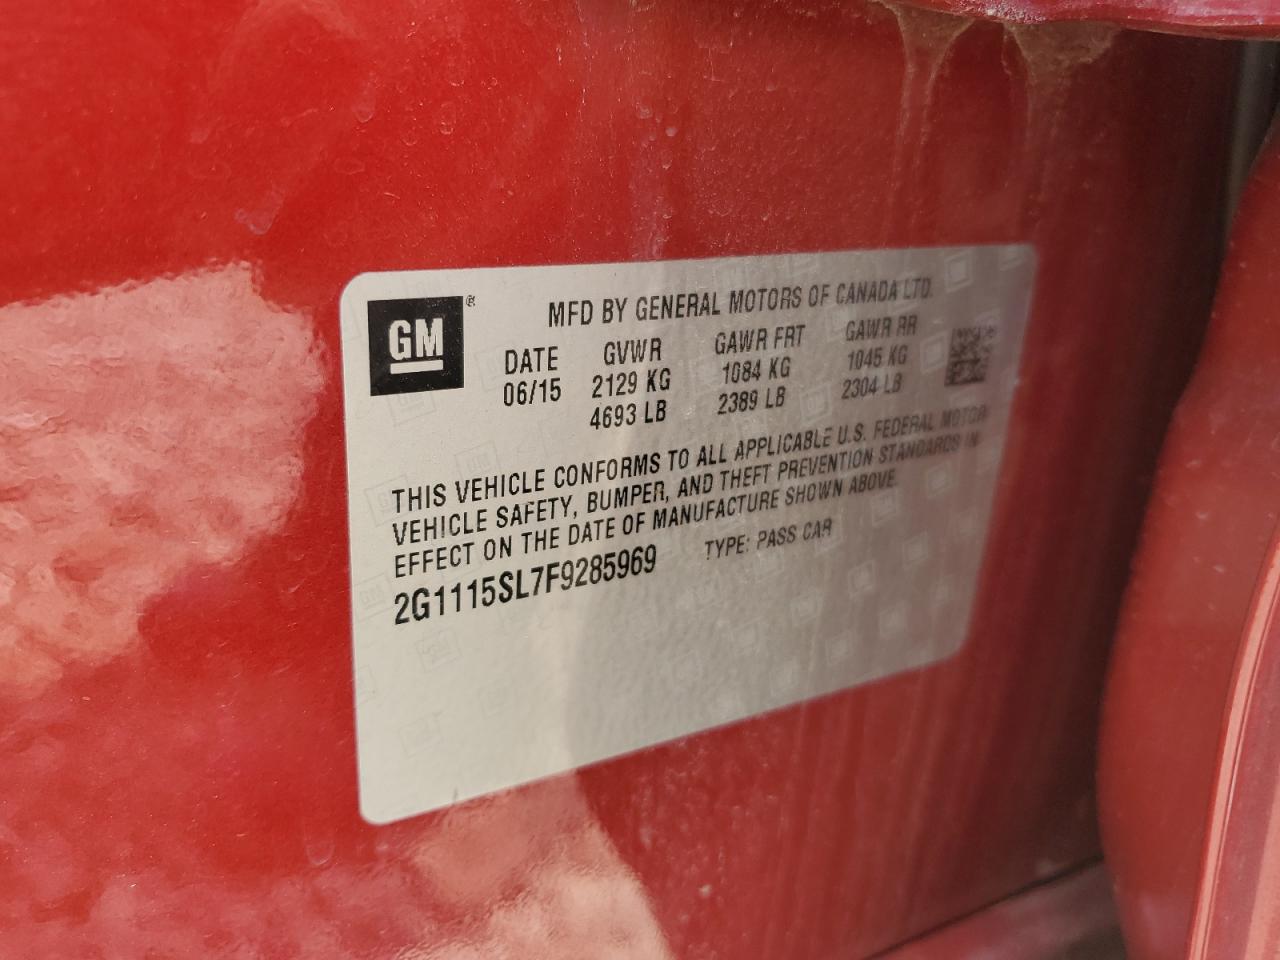 GM®
MFD BY GENERAL MOTORS OF CANADA LTD.
DATE GVWR GAWR FRT GAWR RR
06/15 2129 KG 1084 KG 1045 KG
4693 LB 2389 LB 2304 LB
THIS VEHICLE CONFORMS TO ALL APPLICABLE U.S. FEDERAL MOTOR
VEHICLE SAFETY, BUMPER, AND THEFT PREVENTION STANDARDS IN
EFFECT ON THE DATE OF MANUFACTURE SHOWN ABOVE.
2G1115SL7F9285969 TYPE: PASS CAR